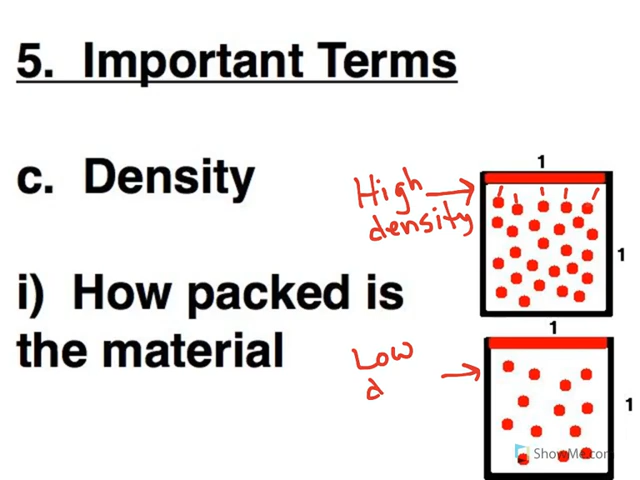 5. Important Terms
c. Density
1
High
density
1
i) How packed is
the material
1
Low
d
1
ShowMe.com